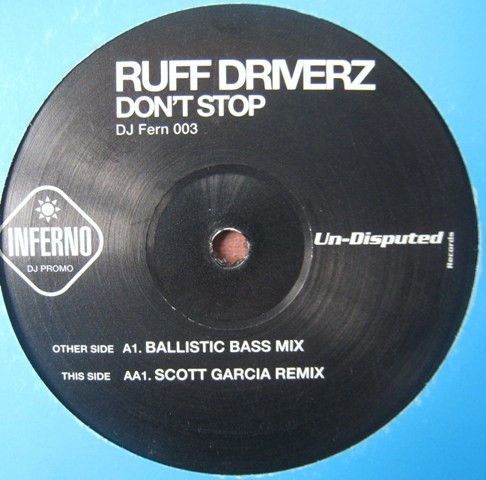 RUFF DRIVERZ
DON'T STOP
DJ Fern 003
INFERNO
DJ PROMO
Un-Disputed
Records
OTHER SIDE A1. BALLISTIC BASS MIX
THIS SIDE AA1. SCOTT GARCIA REMIX